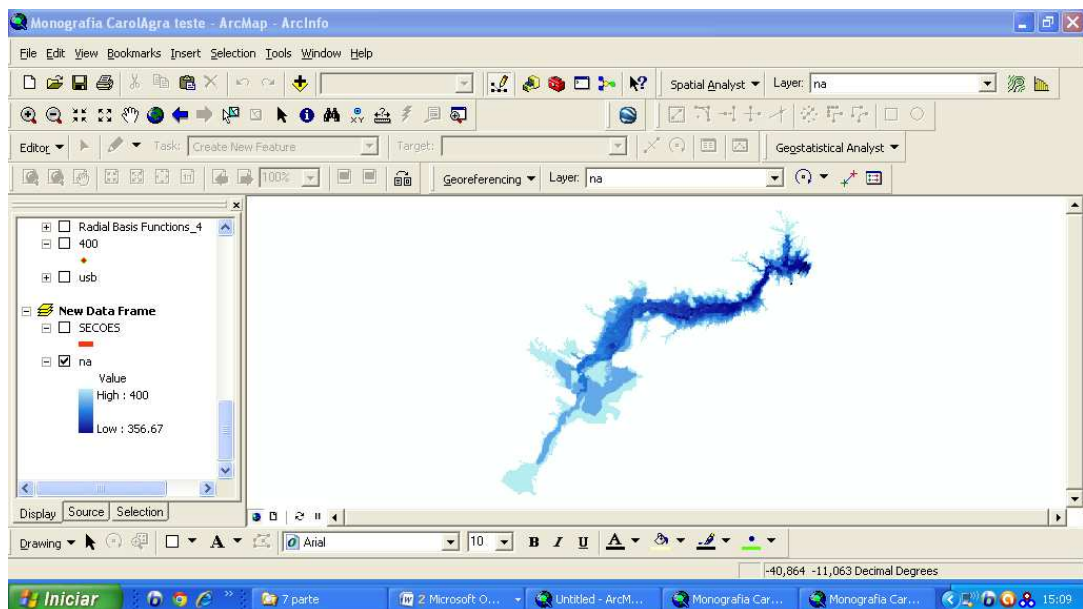 Monografia CarolAgra teste - ArcMap - ArcInfo
File Edit View Bookmarks Insert Selection Tools Window Help
Spatial Analyst Layer: na
Editor Task: Create New Feature Target: Geostatistical Analyst
100% Georeferencing Layer: na
Radial Basis Functions_4
400
usb
New Data Frame
SECOES
na
Value
High : 400
Low : 356.67
Display Source Selection
Drawing A Arial 10 B I U A
-40,864 -11,063 Decimal Degrees
Iniciar 7 parte 2 Microsoft O... Untitled - ArcM... Monografia Car... Monografia Car... 15:09